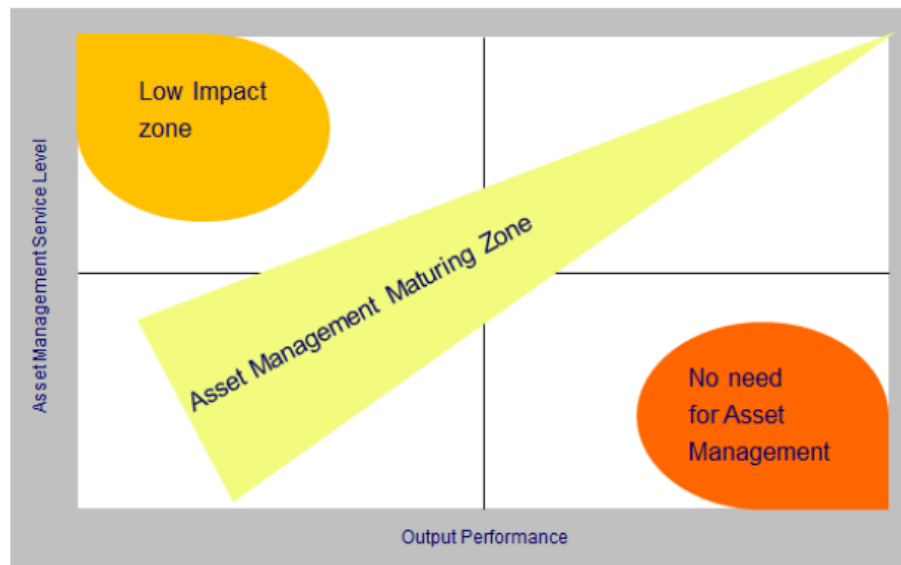 Low Impact
zone
Asset Management Service Level
Asset Management Maturing Zone
No need
for Asset
Management
Output Performance